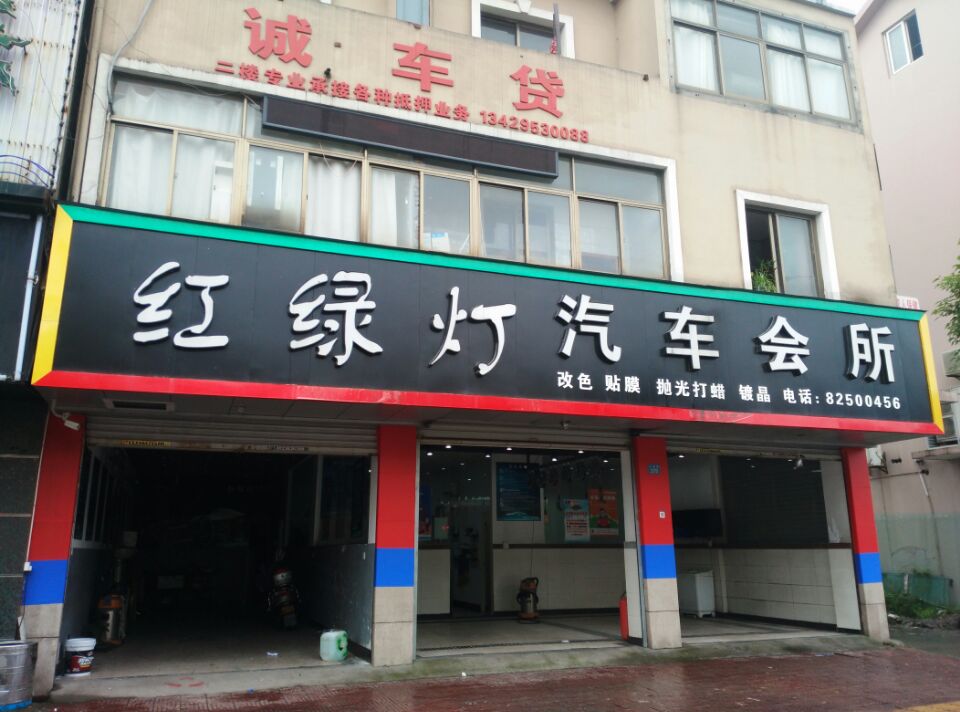 诚车贷
二楼专业承接各种抵押业务 13429530088
红绿灯汽车会所
改色 贴膜 抛光打蜡 镀晶 电话:82500456